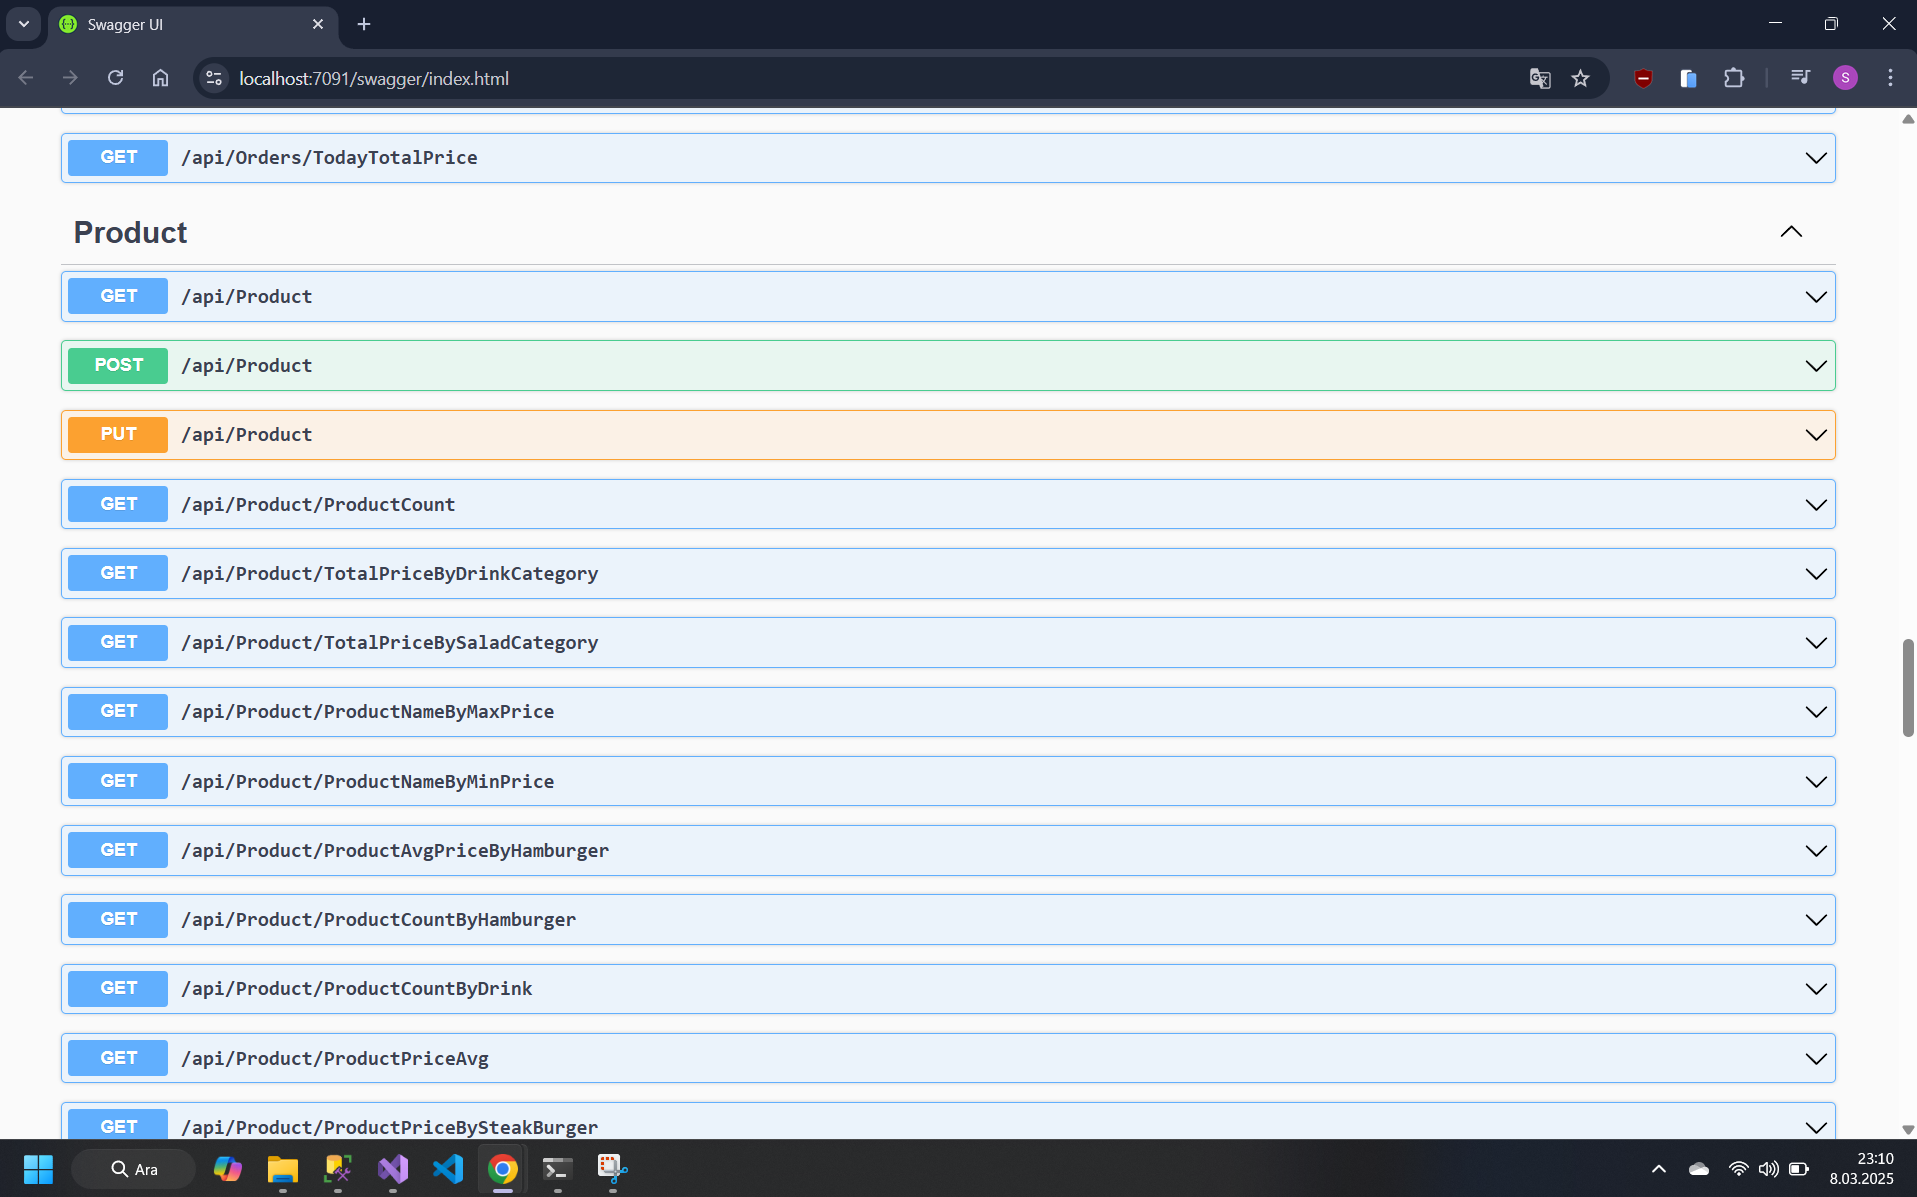 Swagger UI
localhost:7091/swagger/index.html
S
GET /api/Orders/TodayTotalPrice
Product
GET /api/Product
POST /api/Product
PUT /api/Product
GET /api/Product/ProductCount
GET /api/Product/TotalPriceByDrinkCategory
GET /api/Product/TotalPriceBySaladCategory
GET /api/Product/ProductNameByMaxPrice
GET /api/Product/ProductNameByMinPrice
GET /api/Product/ProductAvgPriceByHamburger
GET /api/Product/ProductCountByHamburger
GET /api/Product/ProductCountByDrink
GET /api/Product/ProductPriceAvg
GET /api/Product/ProductPriceBySteakBurger
Ara
23:10
8.03.2025